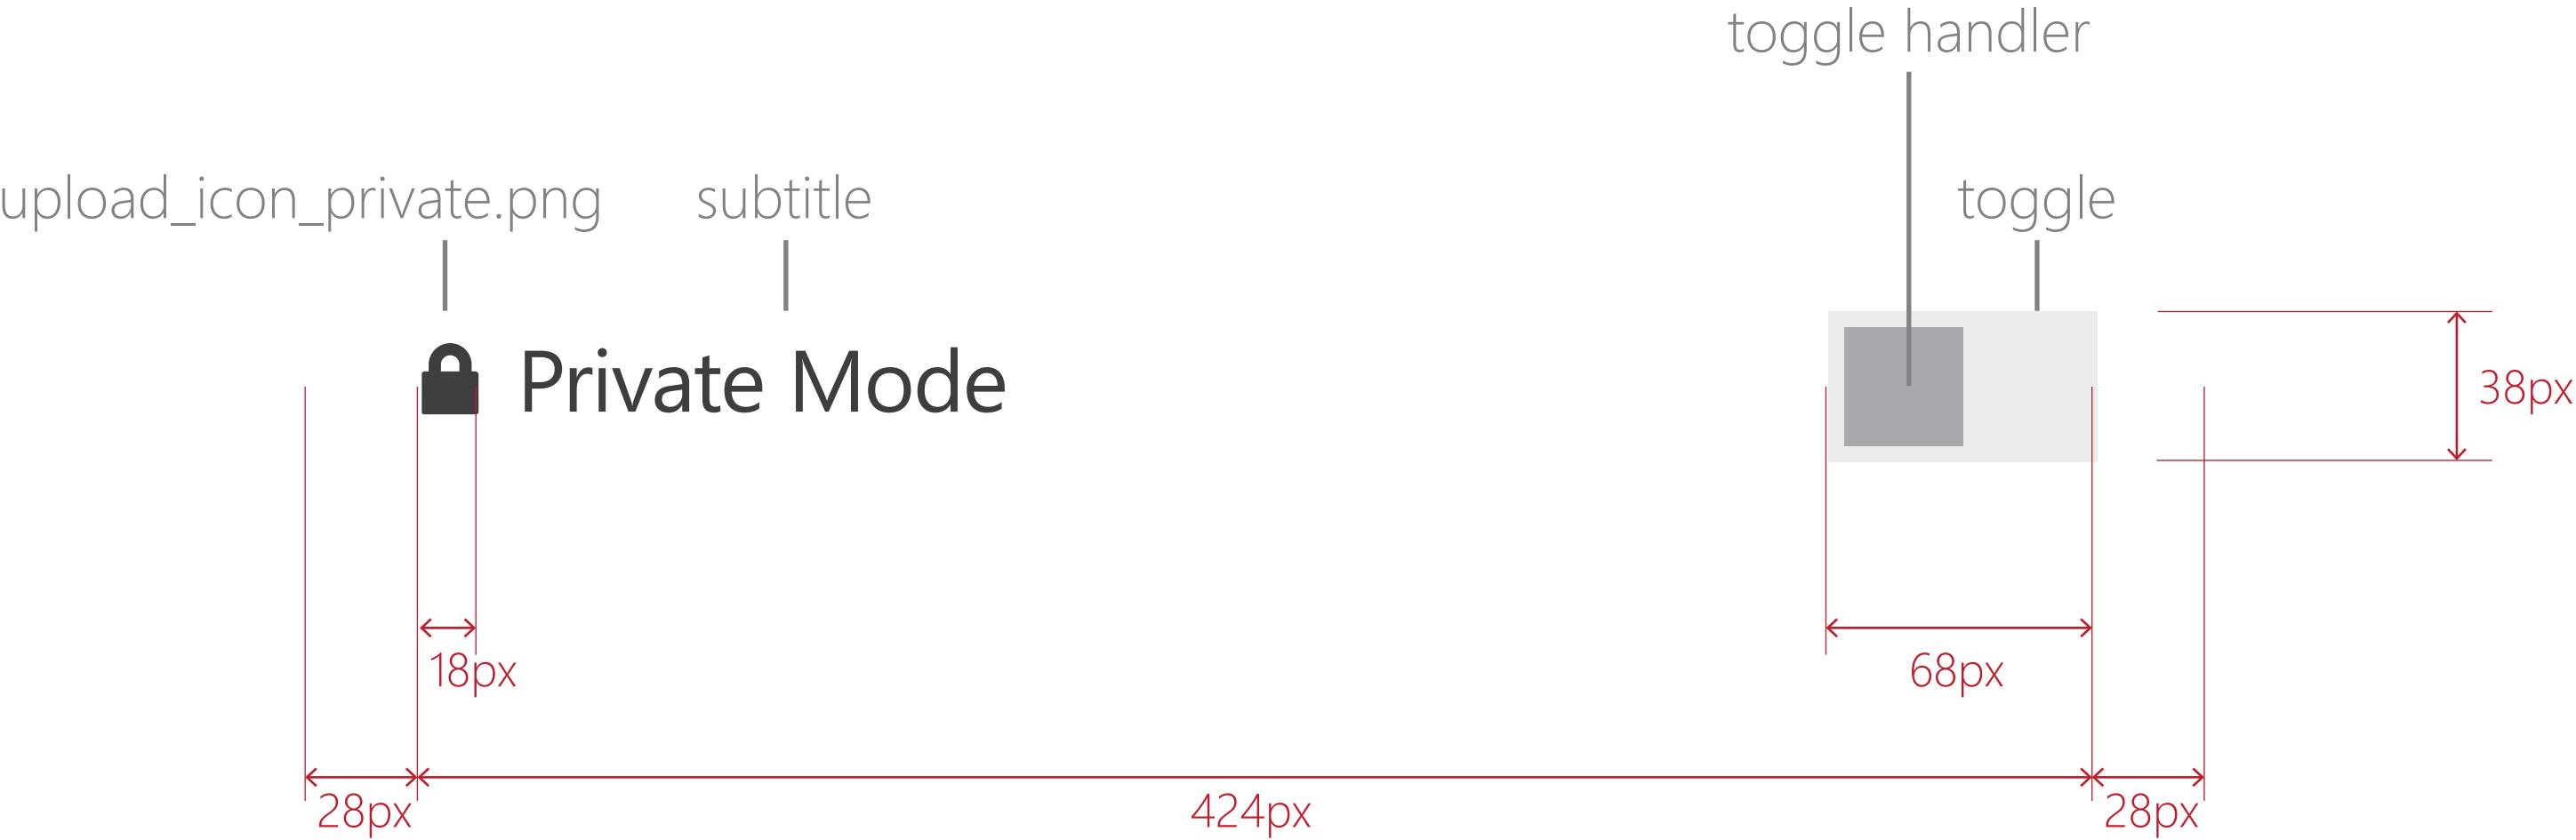 toggle handler
upload_icon_private.png
subtitle
toggle
Private Mode
38px
18px
68px
28px
424px
28px